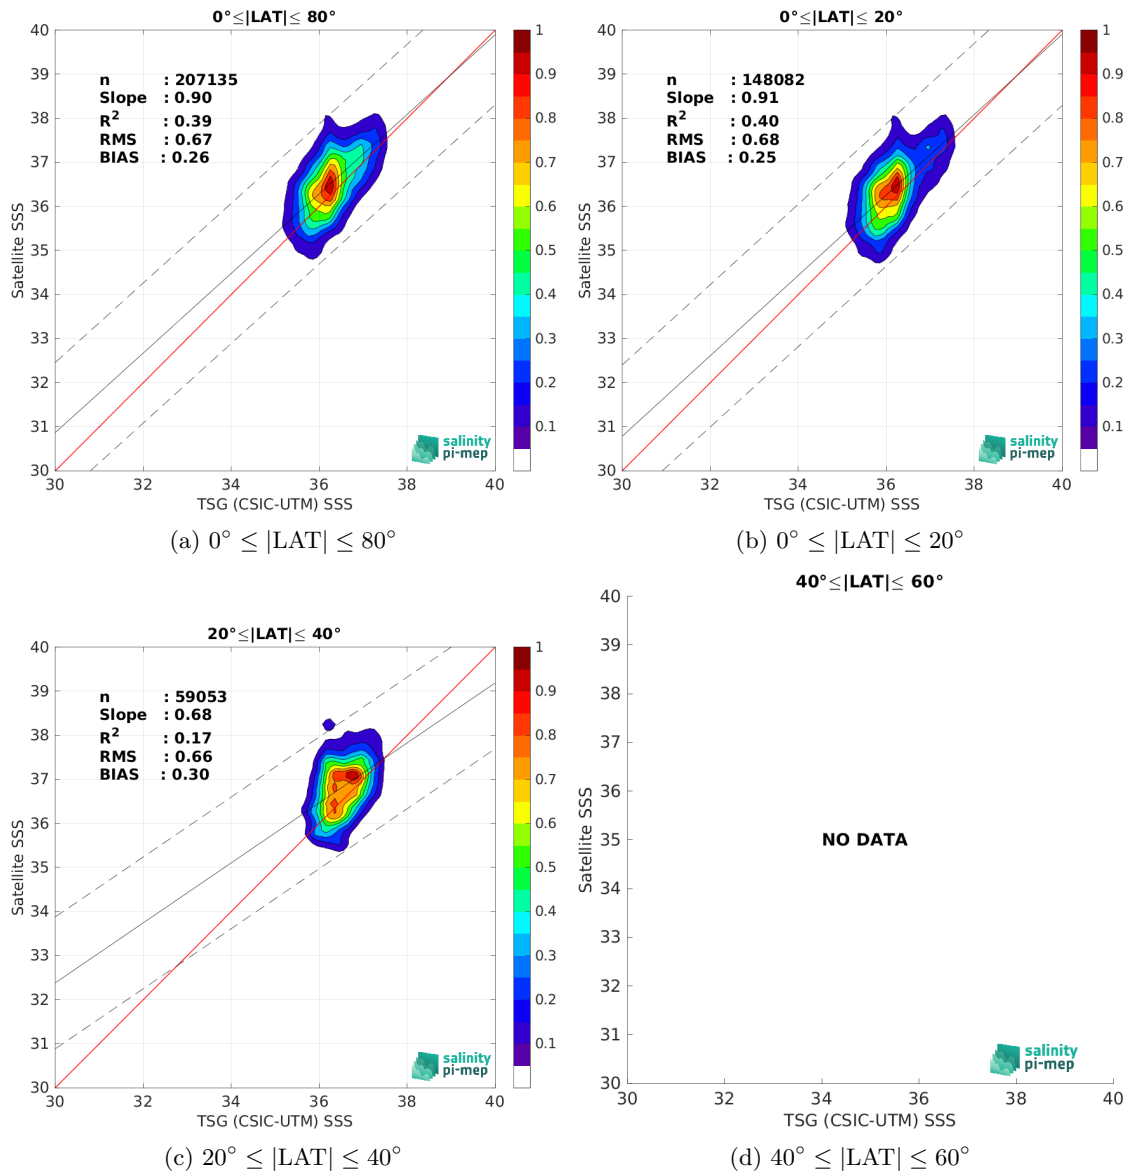 0°≤|LAT|≤ 80°
40
39
38
37
36
35
34
33
32
31
30
Satellite SSS
n : 207135
Slope : 0.90
R² : 0.39
RMS : 0.67
BIAS : 0.26
salinity
pi-mep
30 32 34 36 38 40
TSG (CSIC-UTM) SSS
1
0.9
0.8
0.7
0.6
0.5
0.4
0.3
0.2
0.1
(a) 0° ≤ |LAT| ≤ 80°
0°≤|LAT|≤ 20°
40
39
38
37
36
35
34
33
32
31
30
Satellite SSS
n : 148082
Slope : 0.91
R² : 0.40
RMS : 0.68
BIAS : 0.25
salinity
pi-mep
30 32 34 36 38 40
TSG (CSIC-UTM) SSS
1
0.9
0.8
0.7
0.6
0.5
0.4
0.3
0.2
0.1
(b) 0° ≤ |LAT| ≤ 20°
20°≤|LAT|≤ 40°
40
39
38
37
36
35
34
33
32
31
30
Satellite SSS
n : 59053
Slope : 0.68
R² : 0.17
RMS : 0.66
BIAS : 0.30
salinity
pi-mep
30 32 34 36 38 40
TSG (CSIC-UTM) SSS
1
0.9
0.8
0.7
0.6
0.5
0.4
0.3
0.2
0.1
(c) 20° ≤ |LAT| ≤ 40°
40°≤|LAT|≤ 60°
40
39
38
37
36
35
34
33
32
31
30
Satellite SSS
NO DATA
salinity
pi-mep
30 32 34 36 38 40
TSG (CSIC-UTM) SSS
(d) 40° ≤ |LAT| ≤ 60°